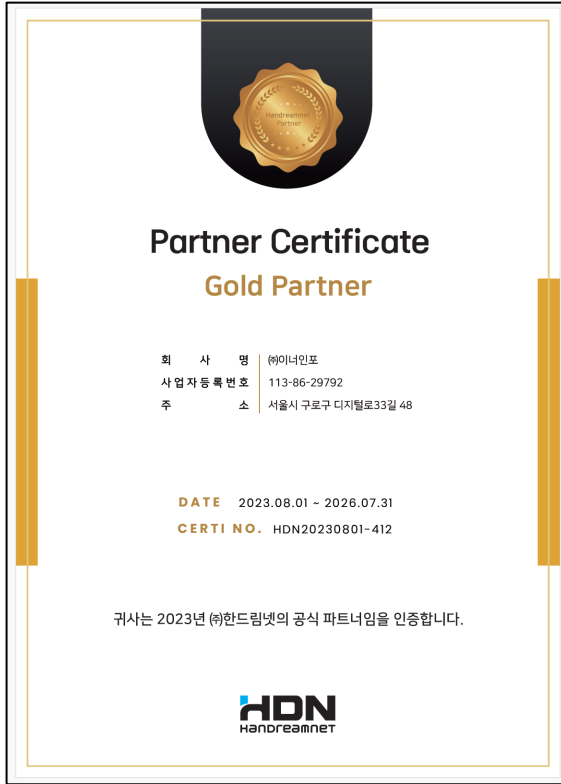 Handreamnet
Partner
Partner Certificate
Gold Partner
회 사 명 ㈜이너인포
사업자등록번호 113-86-29792
주 소 서울시 구로구 디지털로33길 48
DATE 2023.08.01 ~ 2026.07.31
CERTI NO. HDN20230801-412
귀사는 2023년 ㈜한드림넷의 공식 파트너임을 인증합니다.
HDN
Handreamnet